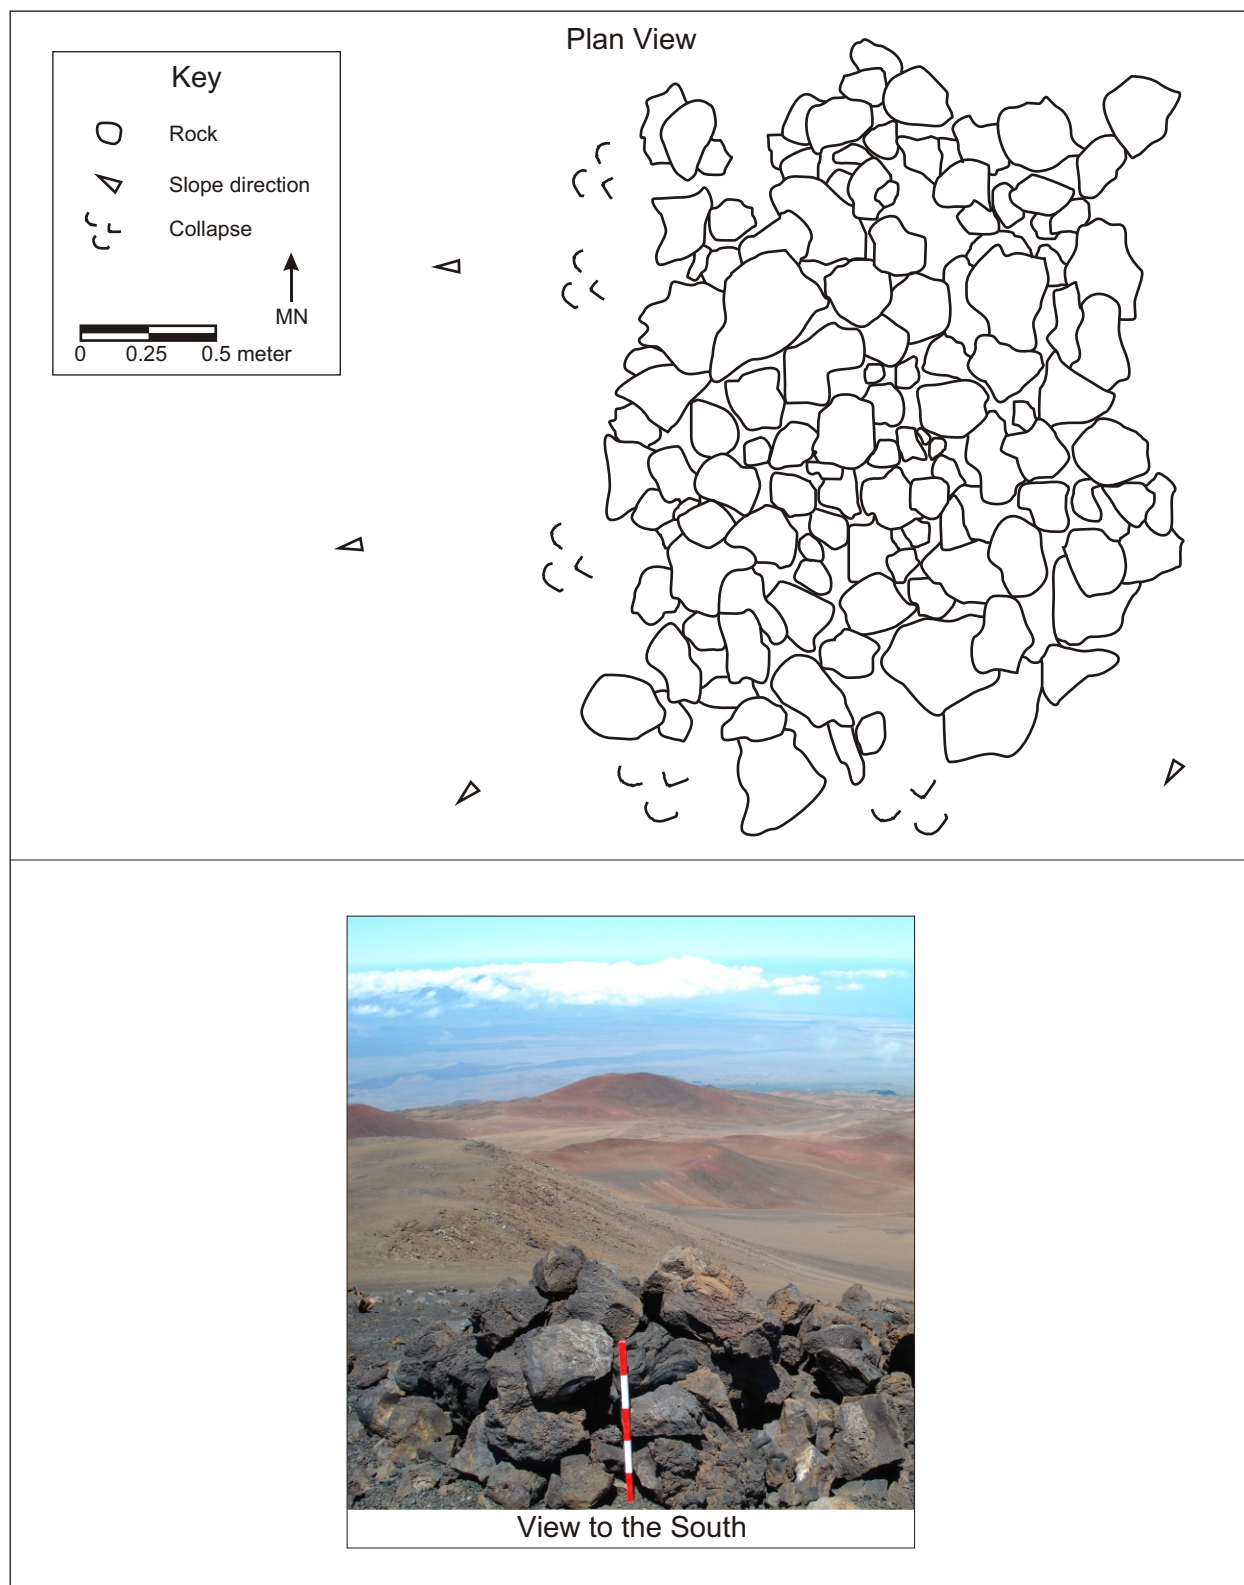 Plan View
Key
Rock
Slope direction
Collapse
MN
0 0.25 0.5 meter
View to the South